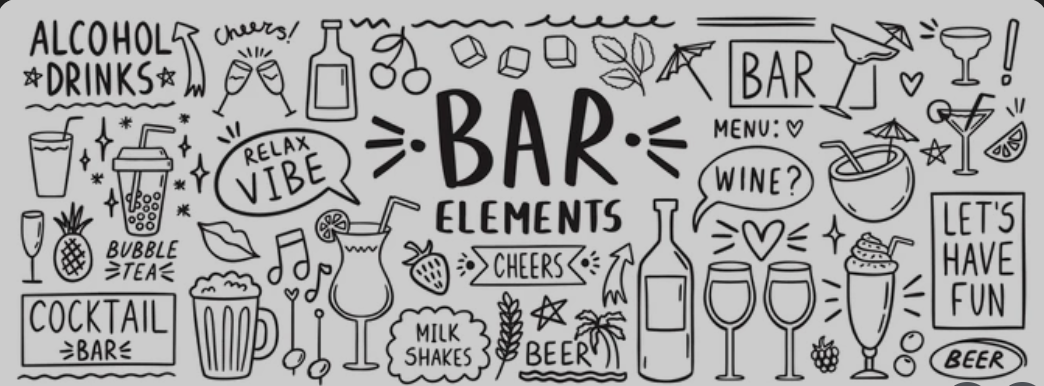 ALCOHOL
DRINKS
Cheers!
BAR
ELEMENTS
BAR
MENU:
RELAX
VIBE
WINE?
BUBBLE
TEA
CHEERS
LET'S
HAVE
FUN
COCKTAIL
BAR
MILK
SHAKES
BEER
BEER